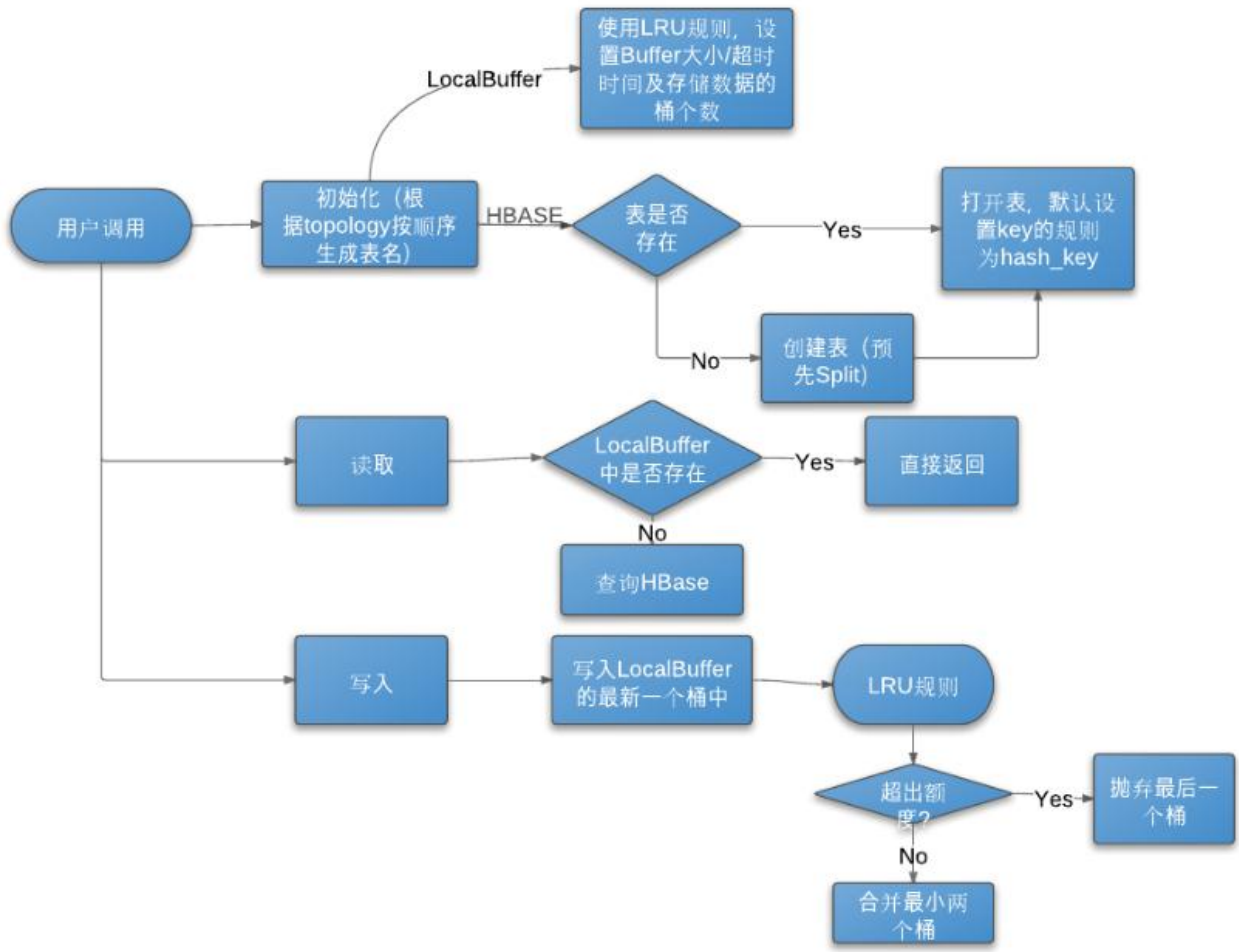 使用LRU规则，设
置Buffer大小/超时
时间及存储数据的
桶个数
LocalBuffer
用户调用
初始化（根
据topology按顺序
生成表名）
HBASE
表是否
存在
Yes
打开表，默认设
置key的规则
为hash_key
No
创建表（预
先Split）
读取
LocalBuffer
中是否存在
Yes
直接返回
No
查询HBase
写入
写入LocalBuffer
的最新一个桶中
LRU规则
超出额
度?
Yes
抛弃最后一
个桶
No
合并最小两
个桶